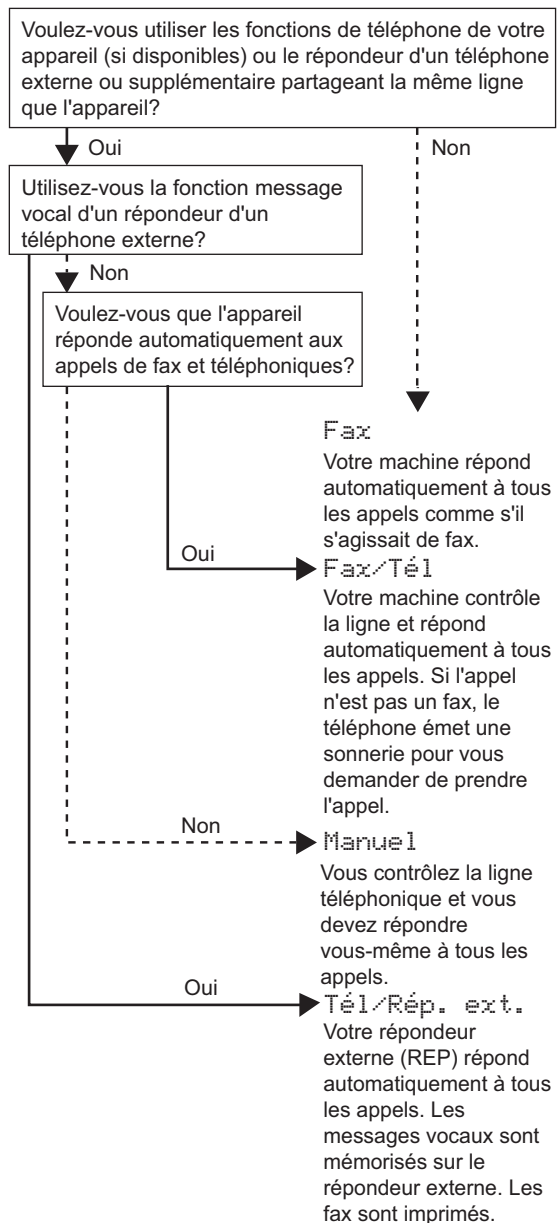 Voulez-vous utiliser les fonctions de téléphone de votre
appareil (si disponibles) ou le répondeur d'un téléphone
externe ou supplémentaire partageant la même ligne
que l'appareil?
Oui
Non
Utilisez-vous la fonction message
vocal d'un répondeur d'un
téléphone externe?
Non
Voulez-vous que l'appareil
réponde automatiquement aux
appels de fax et téléphoniques?
Fax
Votre machine répond
automatiquement à tous
les appels comme s'il
s'agissait de fax.
Oui
Fax/Tél
Votre machine contrôle
la ligne et répond
automatiquement à tous
les appels. Si l'appel
n'est pas un fax, le
téléphone émet une
sonnerie pour vous
demander de prendre
l'appel.
Non
Manuel
Vous contrôlez la ligne
téléphonique et vous
devez répondre
vous-même à tous les
appels.
Oui
Tél/Rép. ext.
Votre répondeur
externe (REP) répond
automatiquement à tous
les appels. Les
messages vocaux sont
mémorisés sur le
répondeur externe. Les
fax sont imprimés.